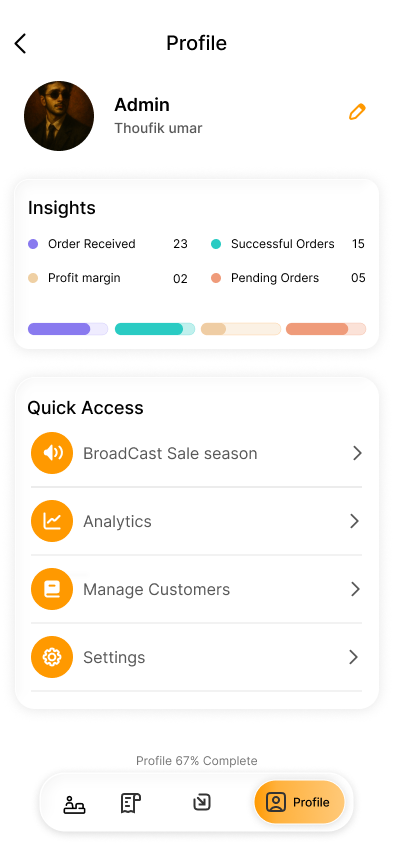 Profile
Admin
Thoufik umar
Insights
Order Received 23 Successful Orders 15
Profit margin 02 Pending Orders 05
Quick Access
BroadCast Sale season
Analytics
Manage Customers
Settings
Profile 67% Complete
Profile